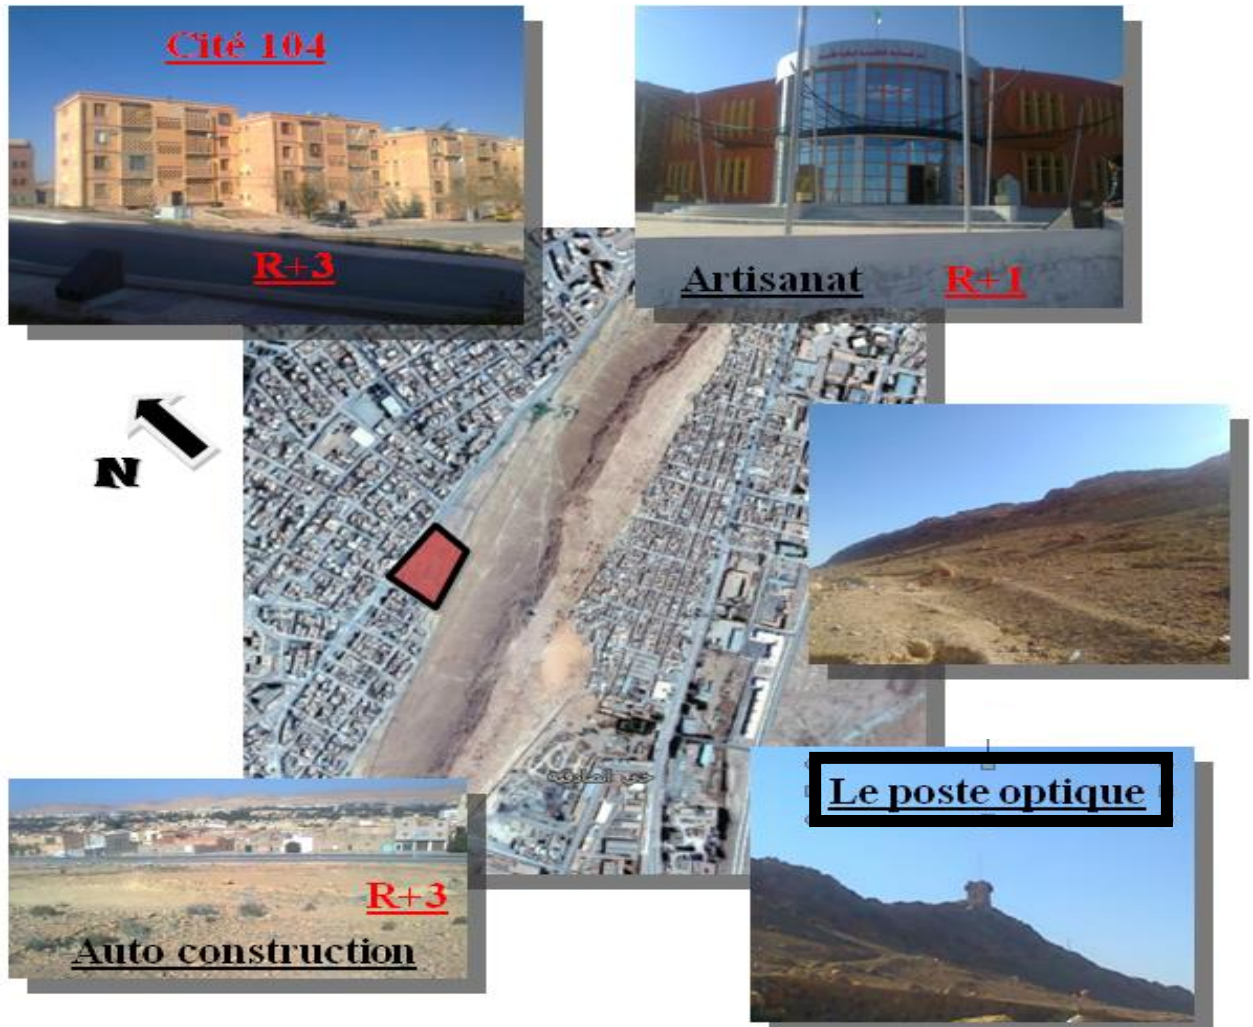 Cité 104
R+3
Artisanat R+1
N
Le poste optique
R+3
Auto construction